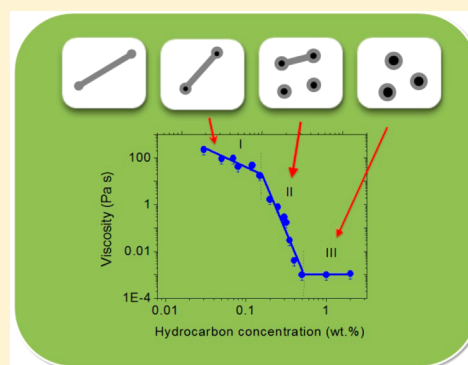 I
II
III
100
1
0.01
1E-4
Viscosity (Pa s)
0.01
0.1
1
Hydrocarbon concentration (wt.%)